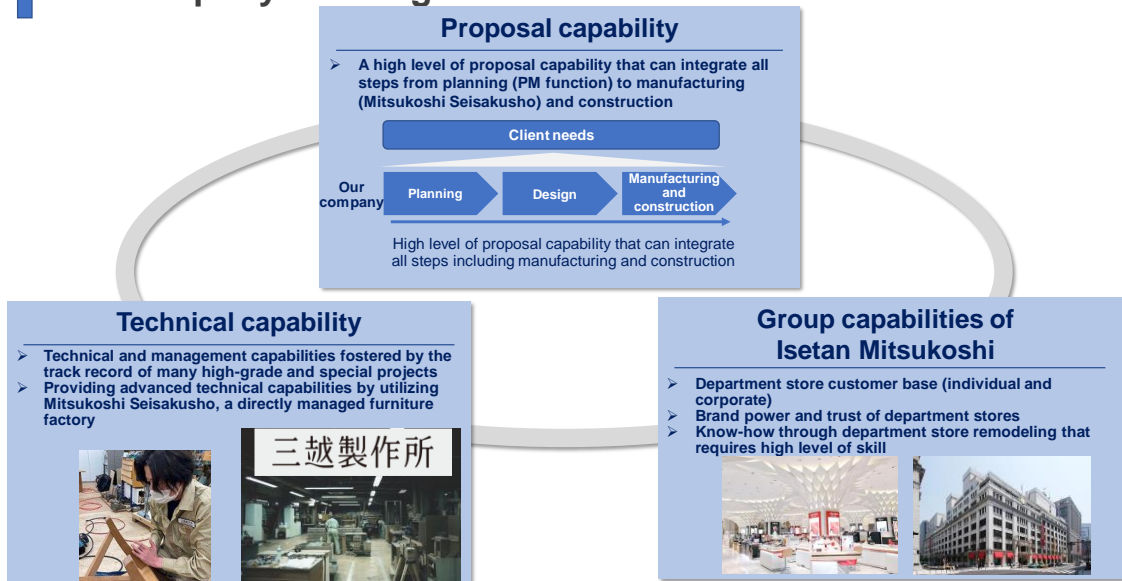 Proposal capability
➢ A high level of proposal capability that can integrate all
steps from planning (PM function) to manufacturing
(Mitsukoshi Seisakusho) and construction
Client needs
Our
company
Planning
Design
Manufacturing
and
construction
High level of proposal capability that can integrate
all steps including manufacturing and construction
Technical capability
➢ Technical and management capabilities fostered by the
track record of many high-grade and special projects
➢ Providing advanced technical capabilities by utilizing
Mitsukoshi Seisakusho, a directly managed furniture
factory
三越製作所
Group capabilities of
Isetan Mitsukoshi
➢ Department store customer base (individual and
corporate)
➢ Brand power and trust of department stores
➢ Know-how through department store remodeling that
requires high level of skill